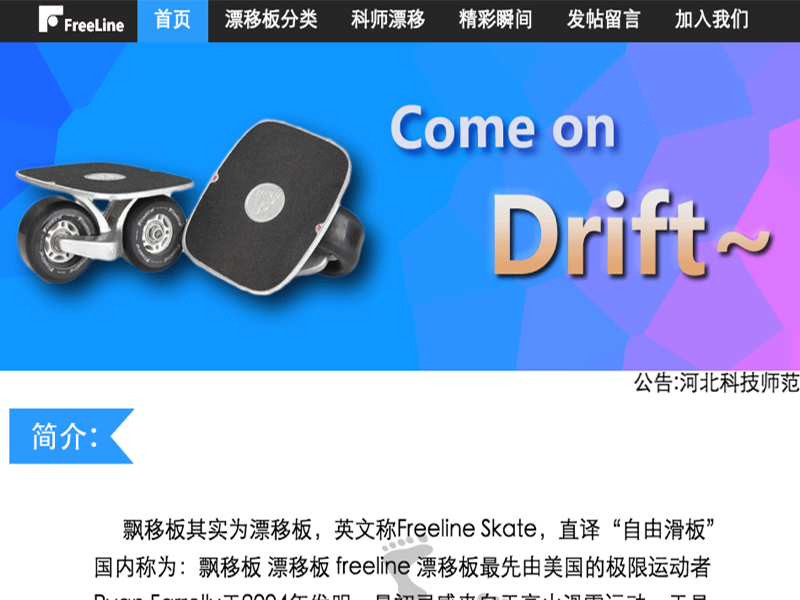 FreeLine 首页 漂移板分类 科师漂移 精彩瞬间 发帖留言 加入我们
Come on
Drift~
公告:河北科技师范
简介：
飘移板其实为漂移板，英文称Freeline Skate，直译“自由滑板”
国内称为：飘移板 漂移板 freeline 漂移板最先由美国的极限运动者